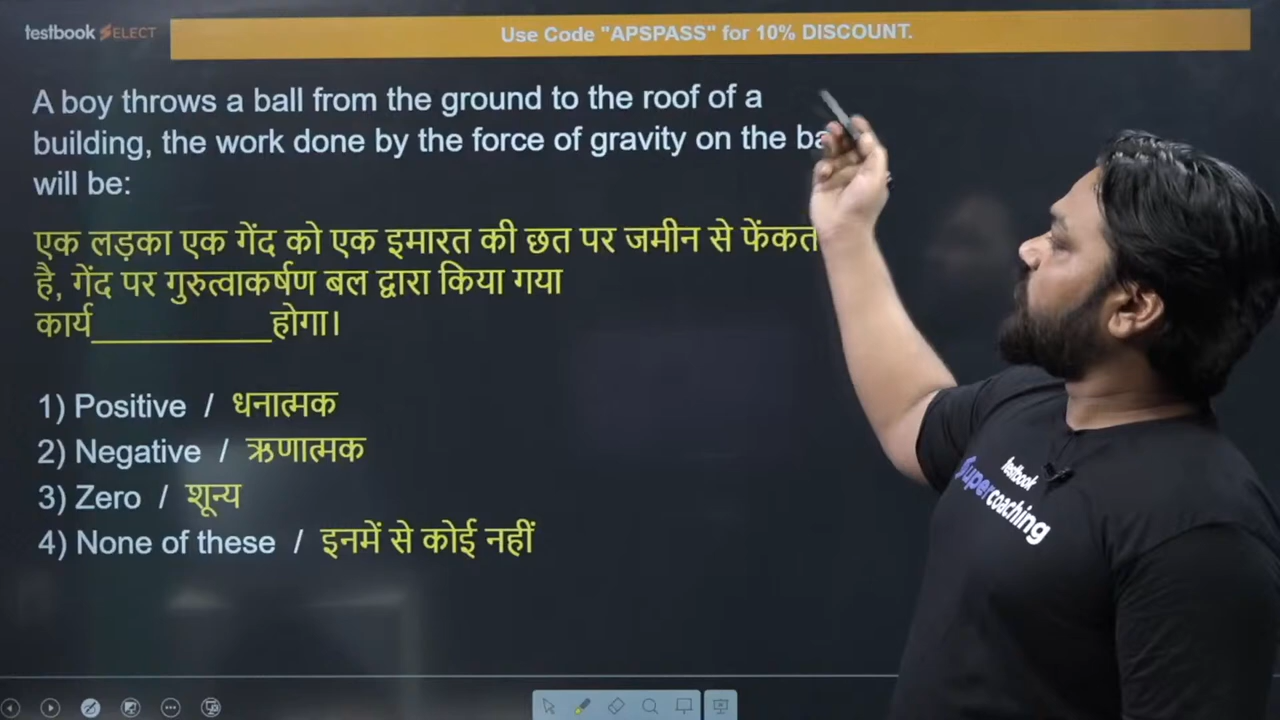 testbook SELECT
Use Code "APSPASS" for 10% DISCOUNT.
A boy throws a ball from the ground to the roof of a
building, the work done by the force of gravity on the ba
will be:
एक लड़का एक गेंद को एक इमारत की छत पर जमीन से फेंकत
है, गेंद पर गुरुत्वाकर्षण बल द्वारा किया गया
कार्य__________होगा।
1) Positive / धनात्मक
2) Negative / ऋणात्मक
3) Zero / शून्य
4) None of these / इनमें से कोई नहीं
testbook
Supercoaching